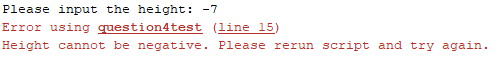 Please input the height: -7
Error using question4test (line 15)
Height cannot be negative. Please rerun script and try again.